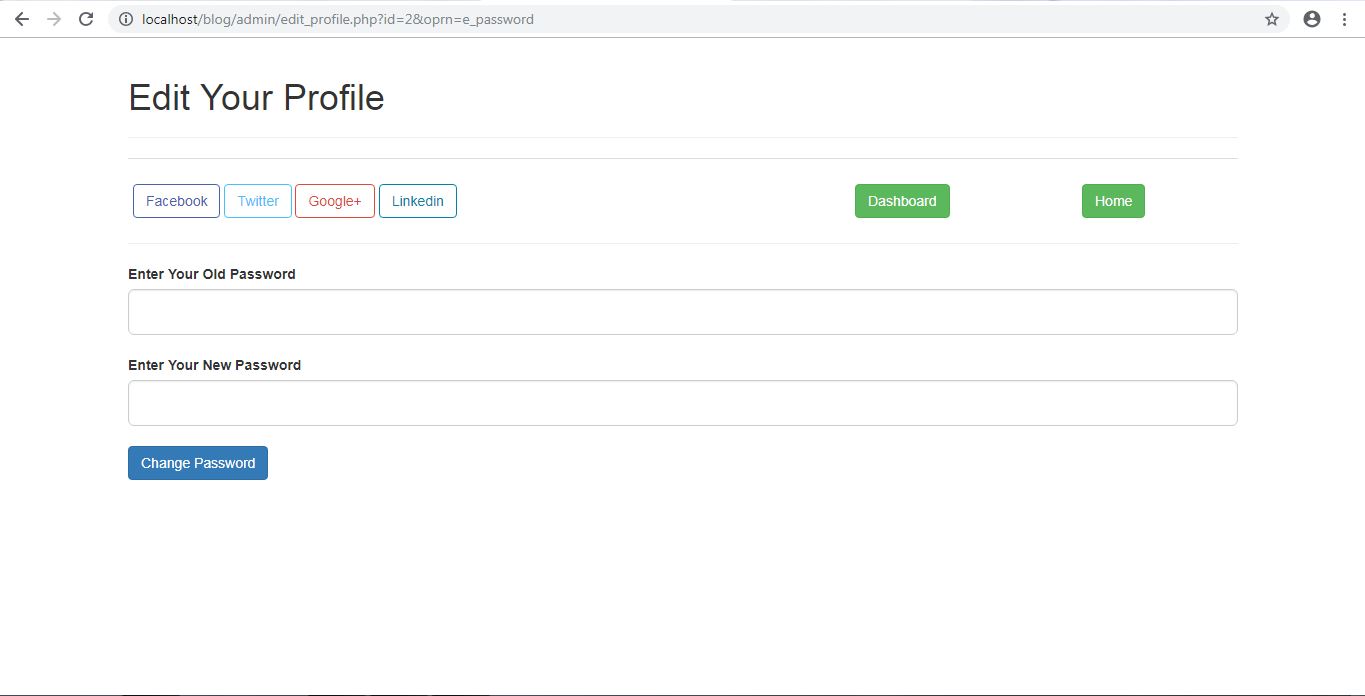 localhost/blog/admin/edit_profile.php?id=2&oprn=e_password
Edit Your Profile
Facebook Twitter Google+ Linkedin Dashboard Home
Enter Your Old Password
Enter Your New Password
Change Password